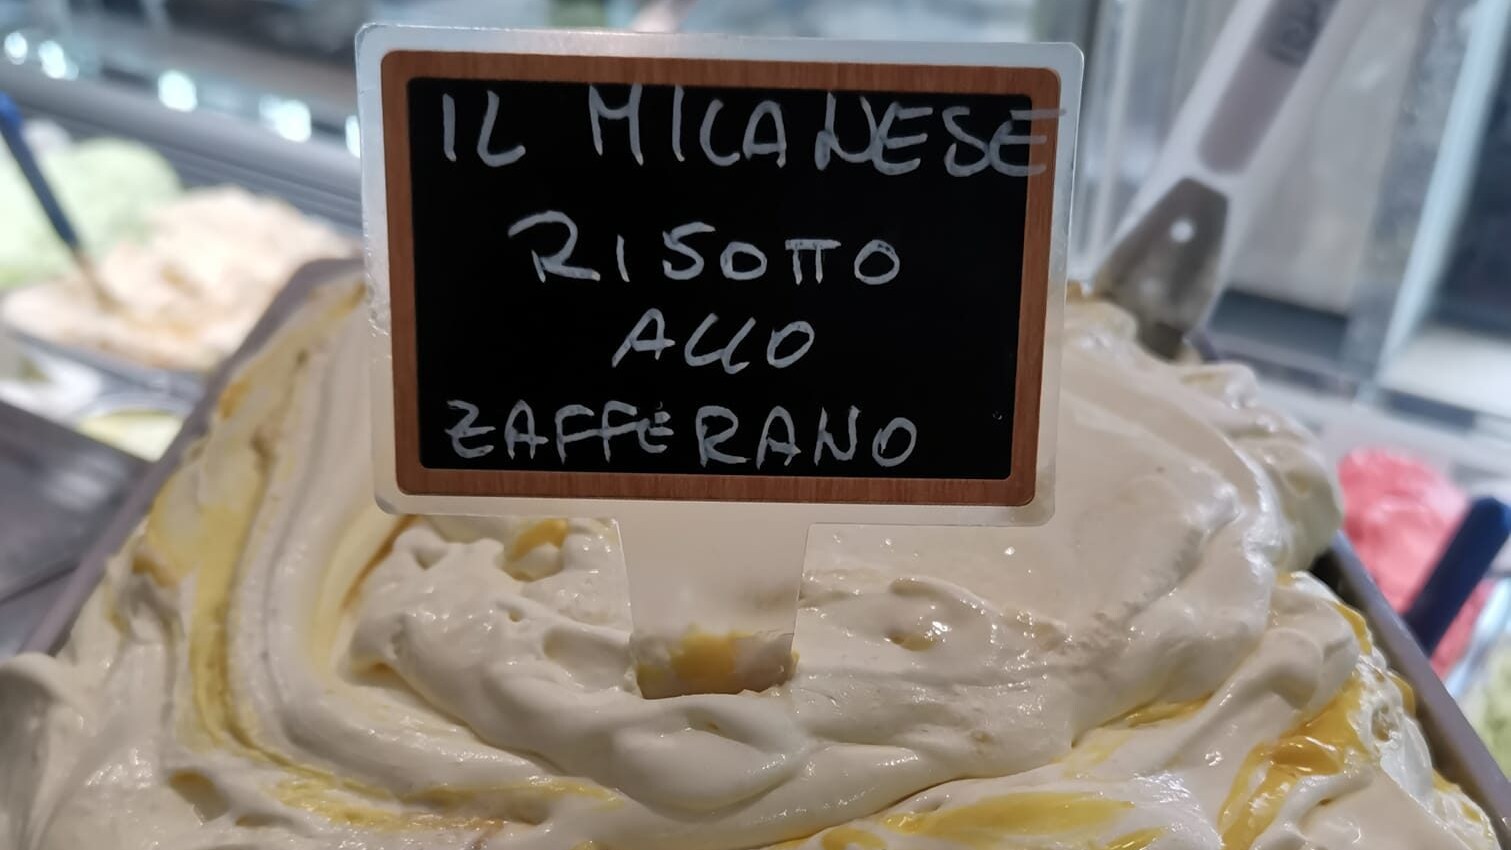 IL MILANESE
RISOTTO
ALLO
ZAFFERANO